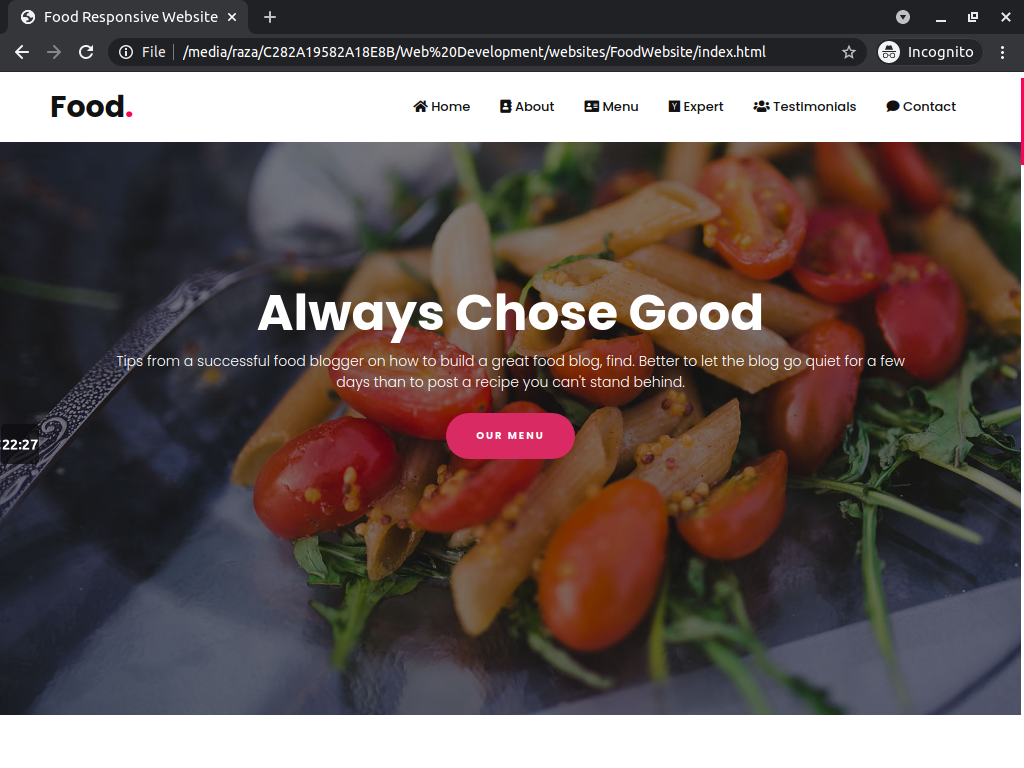 Food Responsive Website
File
/media/raza/C282A19582A18E8B/Web%20Development/websites/FoodWebsite/index.html
Incognito
Food.
Home About Menu Expert Testimonials Contact
Always Chose Good
Tips from a successful food blogger on how to build a great food blog, find. Better to let the blog go quiet for a few
days than to post a recipe you can't stand behind.
OUR MENU
22:27